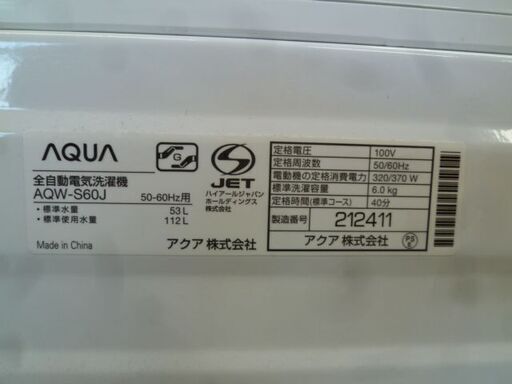 AQUA
G
全自動電気洗濯機
AQW-S60J 50-60Hz用
・標準水量 53L
・標準使用水量 112L
Made in China
アクア 株式会社
S
JET
ハイアールジャパン
ホールディングス
株式会社
定格電圧 100V
定格周波数 50/60Hz
電動機の定格消費電力 320/370 W
標準洗濯容量 6.0 kg
定格時間(標準コース) 40分
製造番号 212411
アクア 株式会社
PS
E